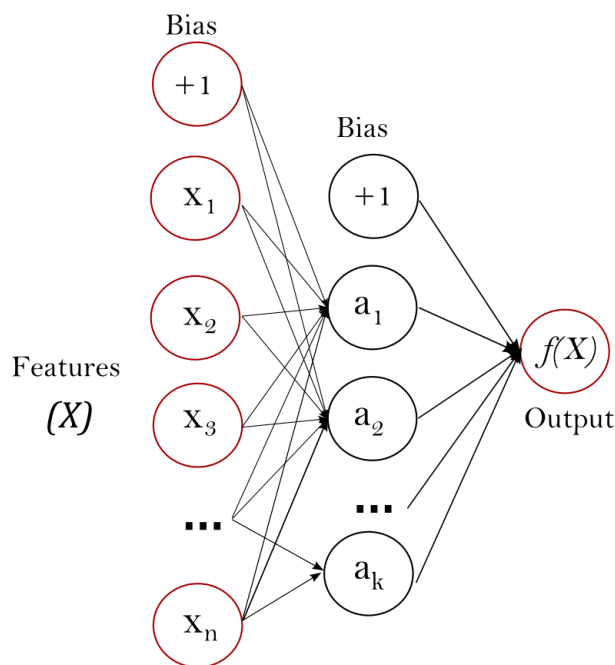 Bias
+1
x1
x2
x3
...
xn
Features
(X)
Bias
+1
a1
a2
...
ak
f(X)
Output